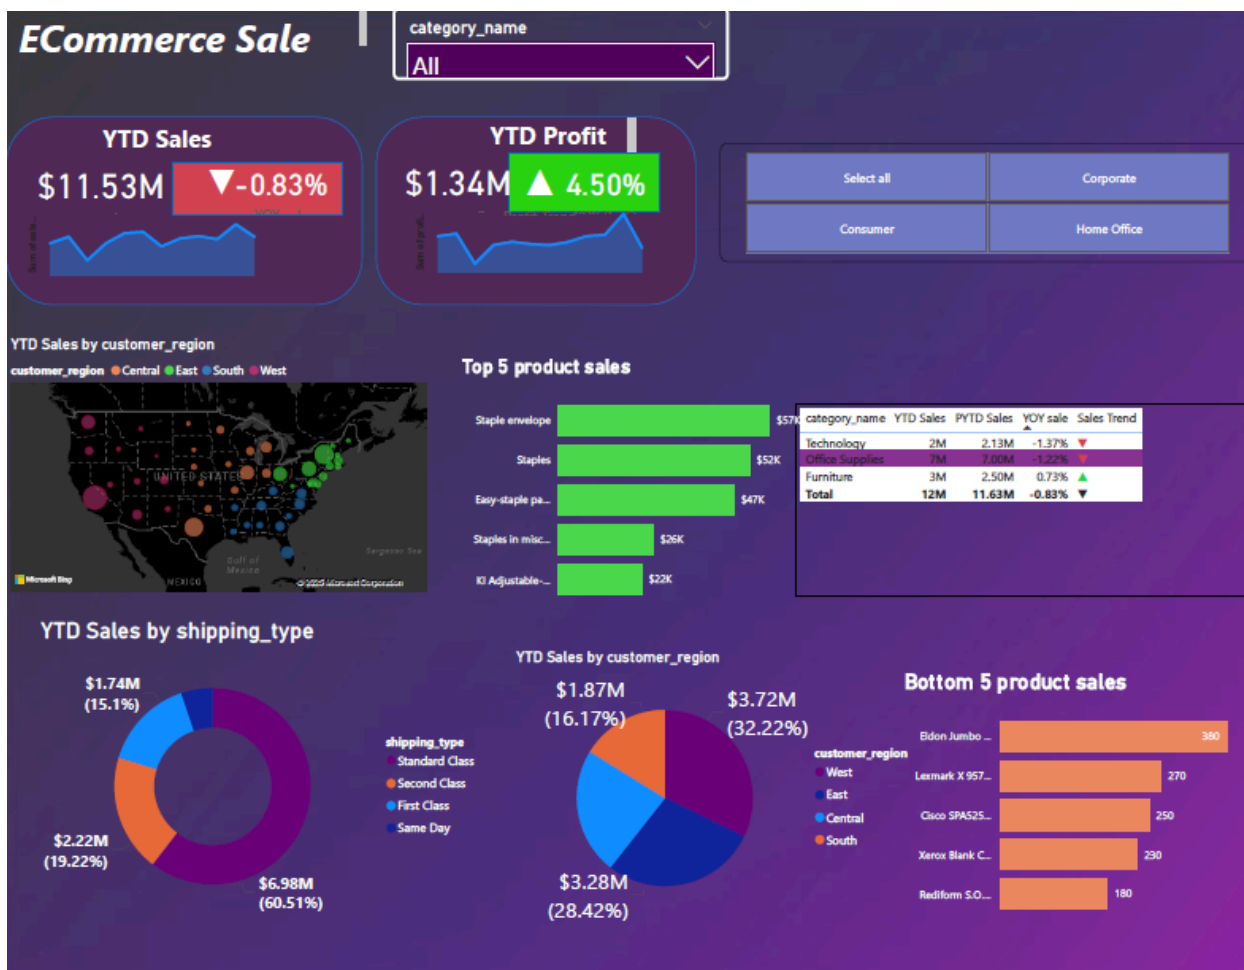 ECommerce Sale
category_name
All
YTD Sales
$11.53M ▼-0.83%
YTD Profit
$1.34M ▲ 4.50%
Select all
Corporate
Consumer
Home Office
YTD Sales by customer_region
customer_region Central East South West
UNITED STATES
Gulf of
Mexico
MEXICO
Sargasso Sea
Microsoft Bing
© 2025 Microsoft Corporation
Top 5 product sales
Staple envelope $57K
Staples $52K
Easy-staple pa... $47K
Staples in misc... $26K
KI Adjustable-... $22K
category_name YTD Sales PYTD Sales YOY sale Sales Trend
Technology 2M 2.13M -1.37% ▼
Office Supplies 7M 7.00M -1.22% ▼
Furniture 3M 2.50M 0.73% ▲
Total 12M 11.63M -0.83% ▼
YTD Sales by shipping_type
$1.74M
(15.1%)
$2.22M
(19.22%)
$6.98M
(60.51%)
shipping_type
Standard Class
Second Class
First Class
Same Day
YTD Sales by customer_region
$1.87M
(16.17%)
$3.72M
(32.22%)
$3.28M
(28.42%)
customer_region
West
East
Central
South
Bottom 5 product sales
Eldon Jumbo ... 380
Lexmark X 957... 270
Cisco SPA525... 250
Xerox Blank C... 230
Rediform S.O.... 180